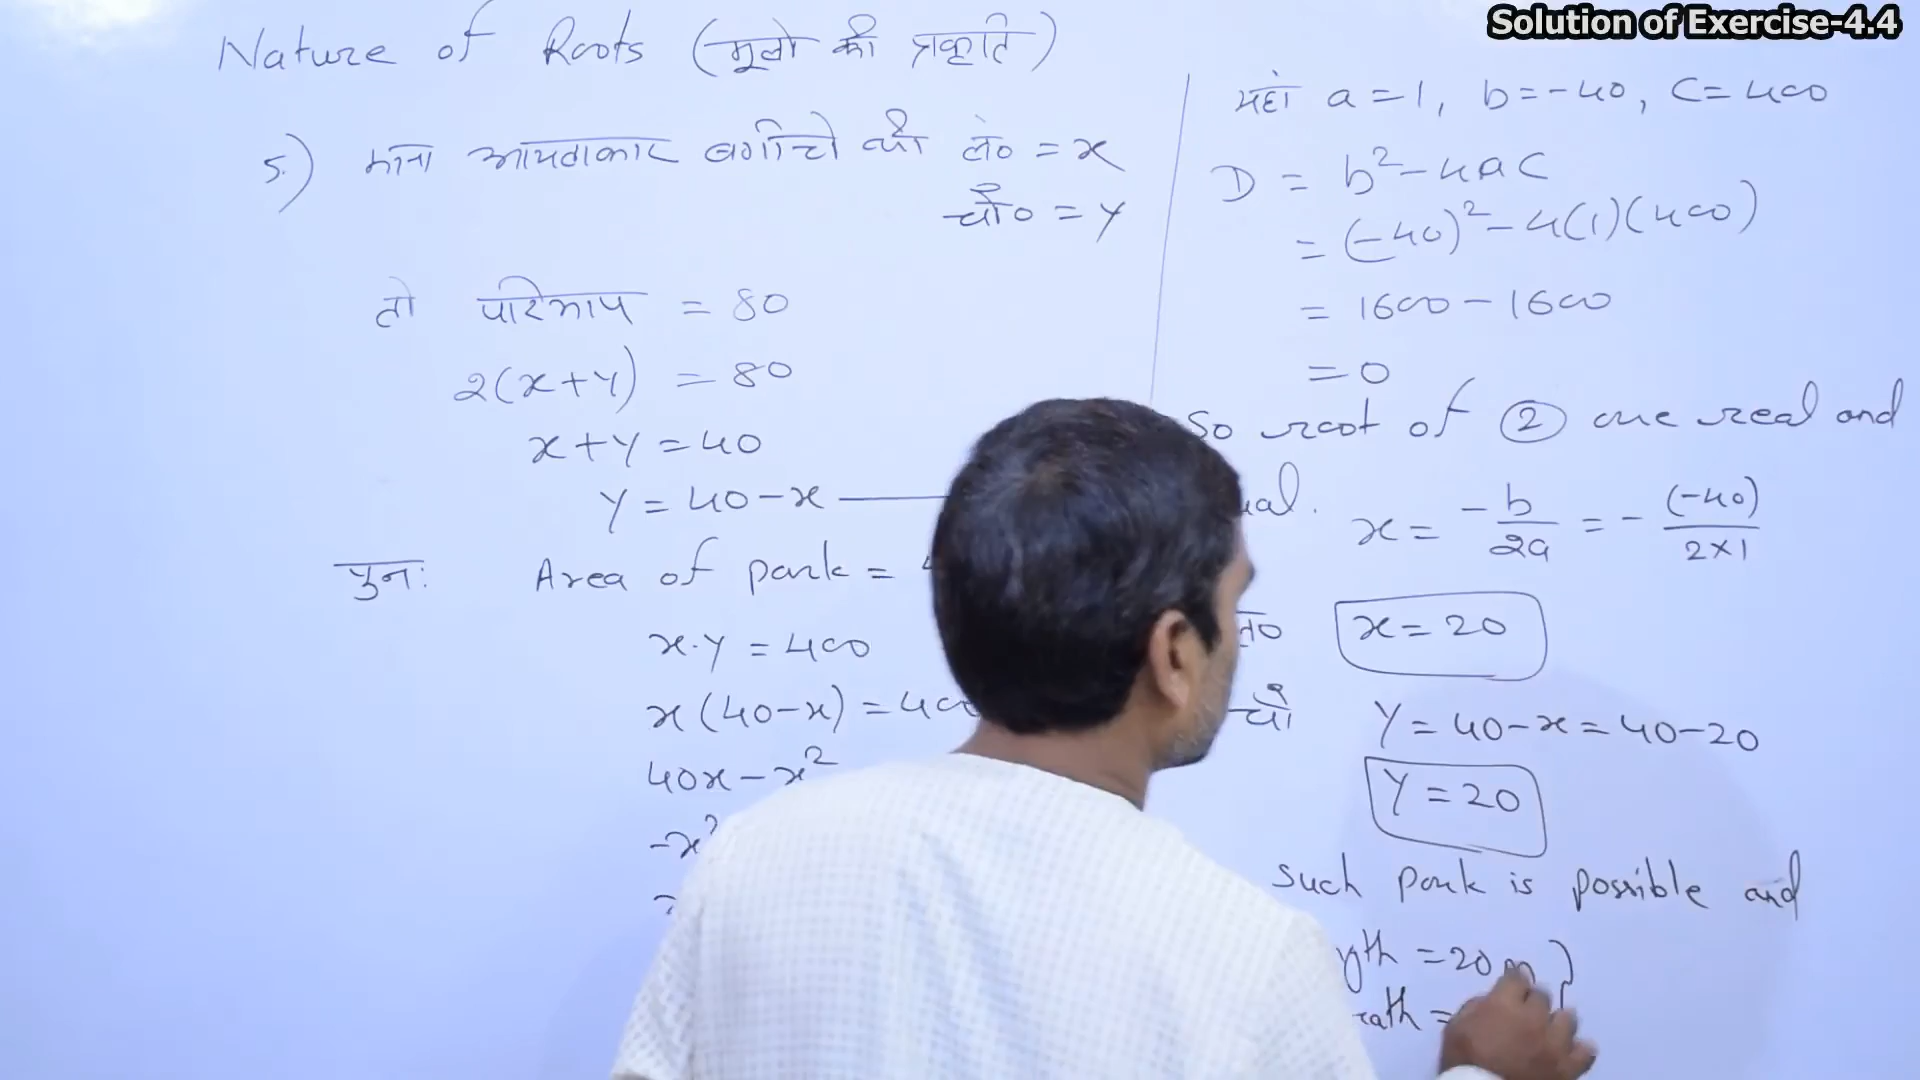 Solution of Exercise-4.4
Nature of Roots (मूलो की प्रकृति)
5.) माना आयताकार बगीचे की ल० = x
चौ० = y
तो परिमाप = 80
2(x+y) = 80
x+y = 40
y = 40-x
पुनः Area of park =
x.y = 400
x(40-x) = 400
40x-x²
-x²
यहां a=1, b=-40, c=400
D = b²-4ac
= (-40)²-4(1)(400)
= 1600-1600
= 0
So root of ② are real and
x = -b/2a = -(-40)/2×1
x = 20
चौ y = 40-x = 40-20
y = 20
such park is possible and
= 20 m